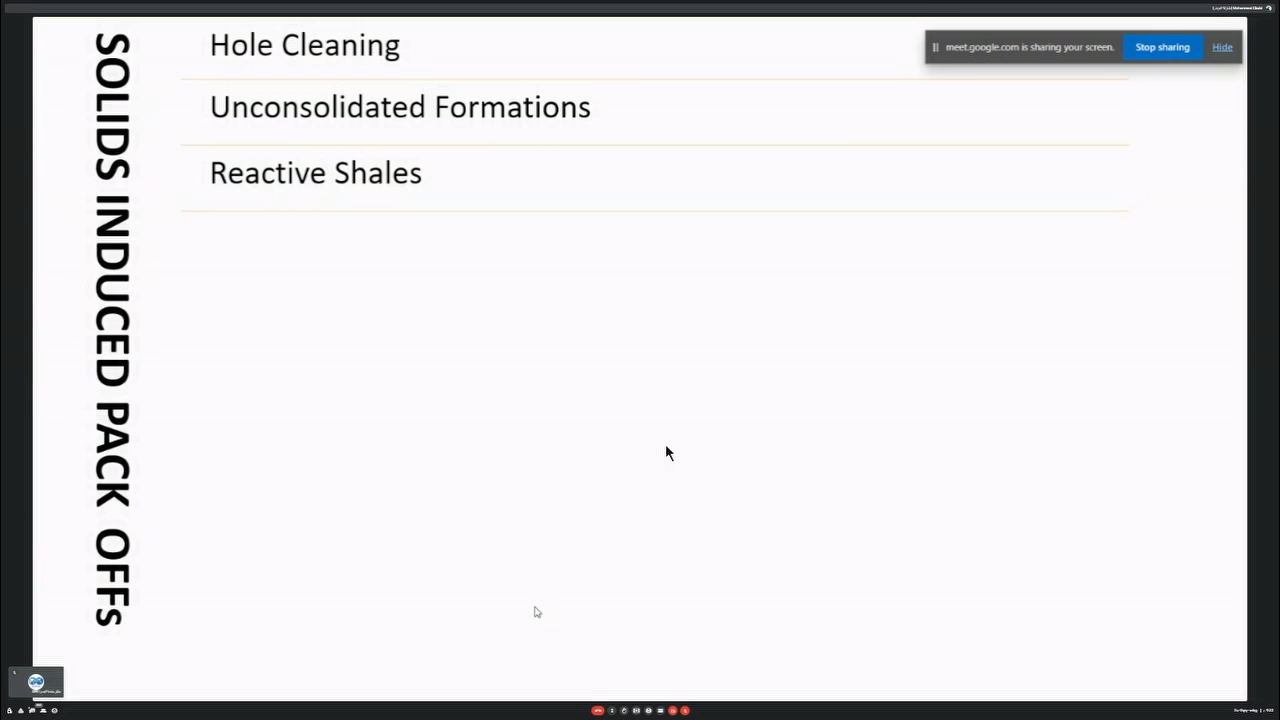 SOLIDS INDUCED PACK OFFs
Hole Cleaning
Unconsolidated Formations
Reactive Shales
meet.google.com is sharing your screen.
Stop sharing
Hide